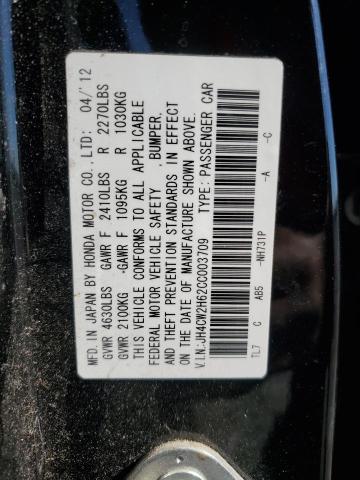 MFD. IN JAPAN BY HONDA MOTOR CO., LTD: 04/'12
GVWR 4630LBS GAWR F 2410LBS R 2270LBS
GVWR 2100KG GAWR F 1095KG R 1030KG
THIS VEHICLE CONFORMS TO ALL APPLICABLE
FEDERAL MOTOR VEHICLE SAFETY , BUMPER,
AND THEFT PREVENTION STANDARDS IN EFFECT
ON THE DATE OF MANUFACTURE SHOWN ABOVE.
V.I.N.:JH4CW2H62CC003709 TYPE: PASSENGER CAR
TL7 C AB5 -NH731P -A -C